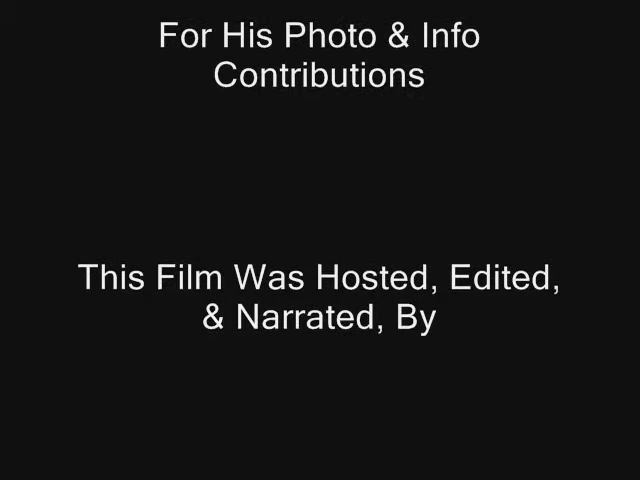 For His Photo & Info
Contributions
This Film Was Hosted, Edited,
& Narrated, By